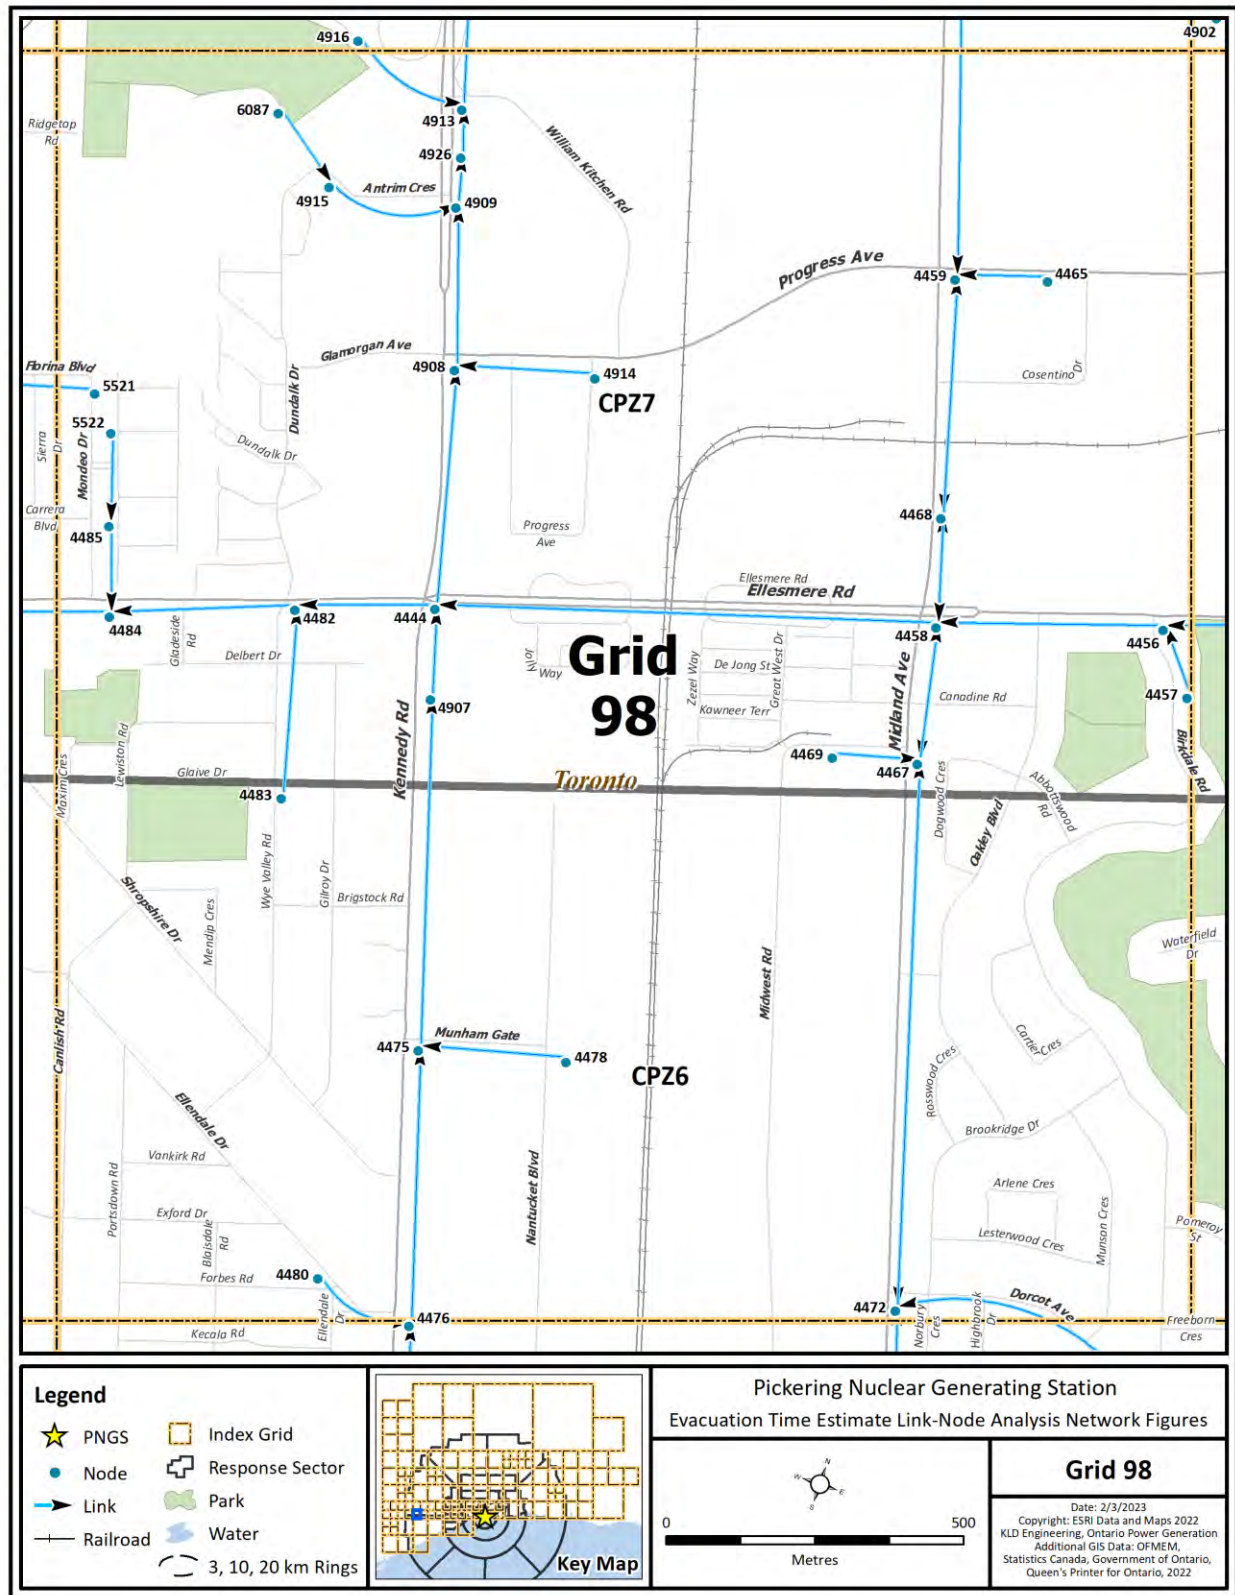 4916
4902
6087
4913
Ridgetop
Rd
4926
William Kitchen Rd
4915
Antrim Cres
4909
Progress Ave
4459
4465
Glamorgan Ave
Florina Blvd
4908
4914
Cosentino Dr
5521
CPZ7
5522
Dundalk Dr
Sierra
Dr
Mondeo Dr
Dundalk Dr
Carrera
Blvd
4485
Progress
Ave
4468
Ellesmere Rd
Ellesmere Rd
4484
4482
4444
4458
4456
Gladeside
Rd
Delbert Dr
Jolly Way
Grid
98
Zezel Way
De Jong St
Great West Dr
Kawneer Terr
Midland Ave
Canadine Rd
4457
4907
Birkdale Rd
Kennedy Rd
Lewiston Rd
Maxim Cres
Glaive Dr
Toronto
4469
4467
4483
Dogwood Cres
Abbottswood
Rd
Oakley Blvd
Wye Valley Rd
Gilroy Dr
Shropshire Dr
Brigstock Rd
Mendip Cres
Waterfield
Dr
Midwest Rd
Canlish Rd
4475
Munham Gate
4478
CPZ6
Cartier Cres
Rosswood Cres
Ellendale Dr
Brookridge Dr
Vankirk Rd
Portsdown Rd
Nantucket Blvd
Arlene Cres
Exford Dr
Blaisdale
Rd
Lesterwood Cres
Munson Cres
Pomeroy
St
Forbes Rd
4480
Ellendale
Dr
4472
Dorcot Ave
Norbury
Cres
Highbrook
Dr
4476
Kecala Rd
Freeborn
Cres
Legend
PNGS
Node
Link
Railroad
Index Grid
Response Sector
Park
Water
3, 10, 20 km Rings
Key Map
Pickering Nuclear Generating Station
Evacuation Time Estimate Link-Node Analysis Network Figures
N
W
E
S
0
500
Metres
Grid 98
Date: 2/3/2023
Copyright: ESRI Data and Maps 2022
KLD Engineering, Ontario Power Generation
Additional GIS Data: OFMEM,
Statistics Canada, Government of Ontario,
Queen's Printer for Ontario, 2022